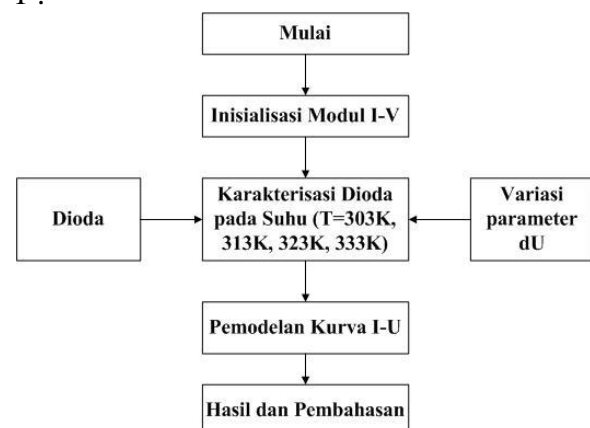 Mulai
Inisialisasi Modul I-V
Dioda
Karakterisasi Dioda
pada Suhu (T=303K,
313K, 323K, 333K)
Variasi
parameter
dU
Pemodelan Kurva I-U
Hasil dan Pembahasan